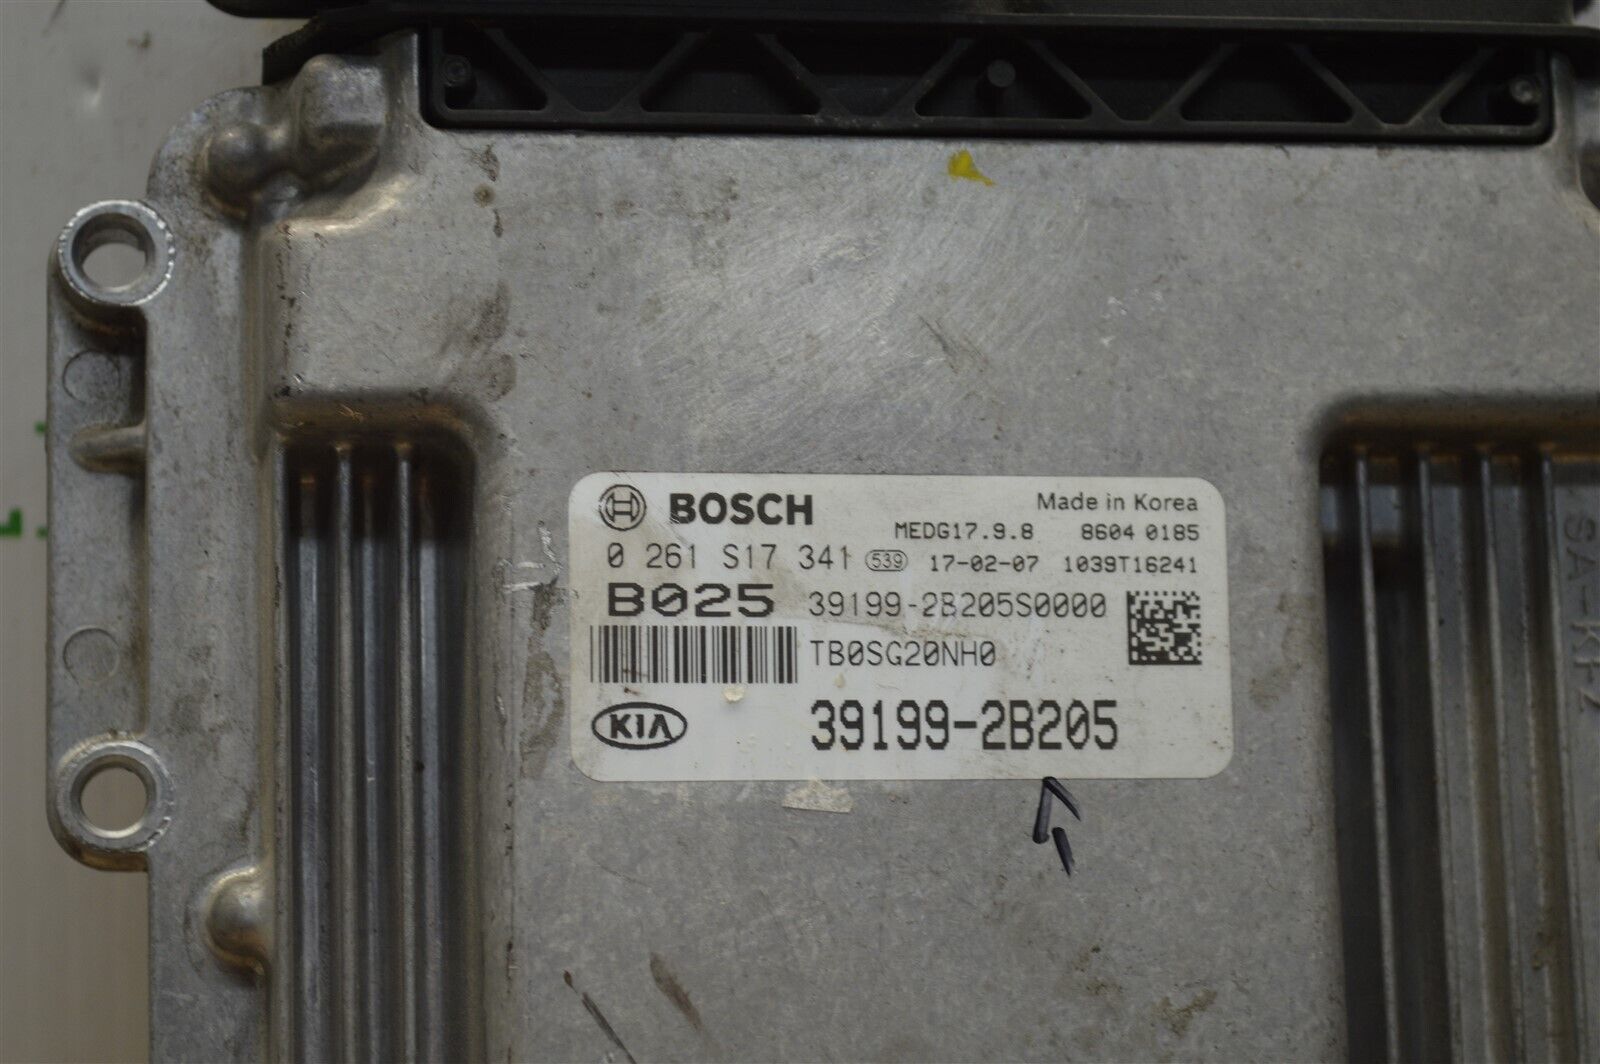 BOSCH Made in Korea
MEDG17.9.8 8604 0185
0 261 S17 341 539 17-02-07 1039T16241
B025 39199-2B205S0000
TB0SG20NH0
KIA 39199-2B205